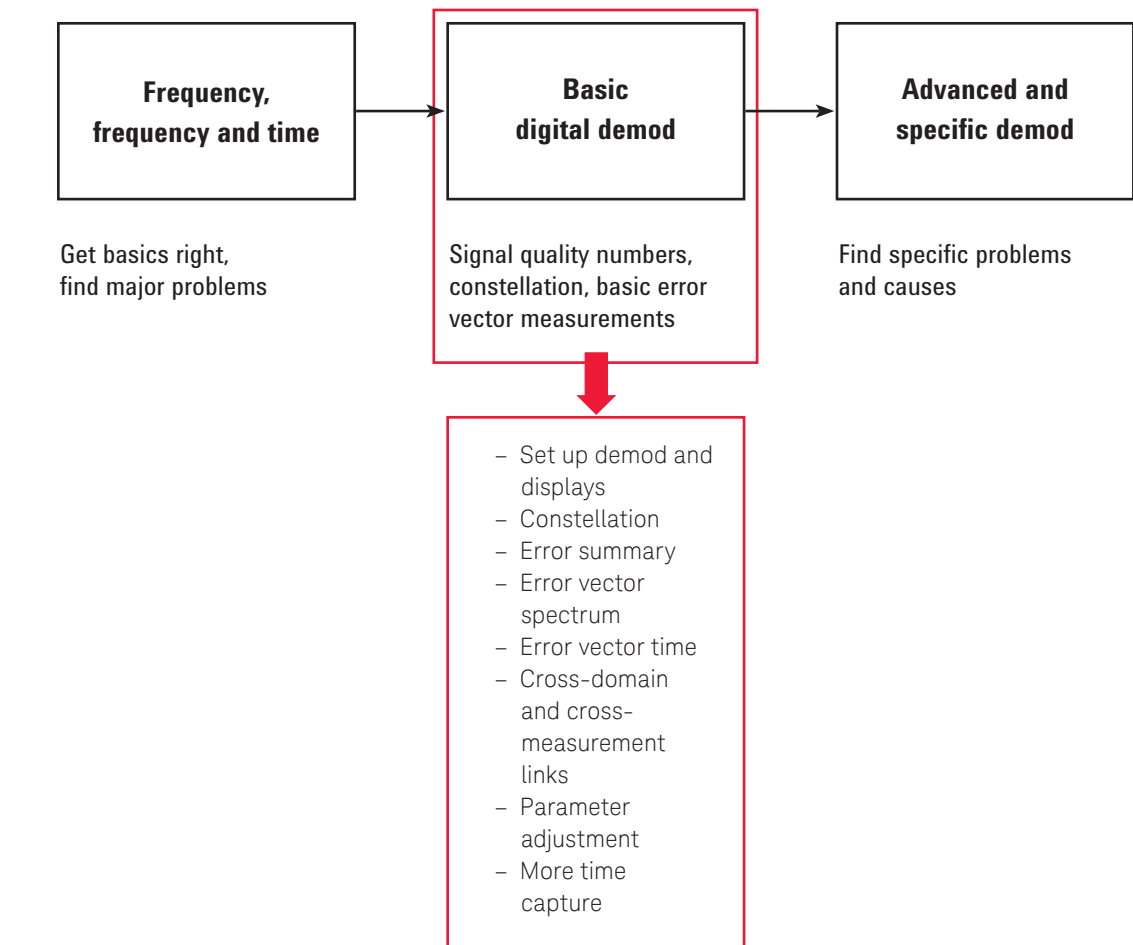 Frequency,
frequency and time
Basic
digital demod
Advanced and
specific demod
Get basics right,
find major problems
Signal quality numbers,
constellation, basic error
vector measurements
Find specific problems
and causes
– Set up demod and
displays
– Constellation
– Error summary
– Error vector
spectrum
– Error vector time
– Cross-domain
and cross-
measurement
links
– Parameter
adjustment
– More time
capture